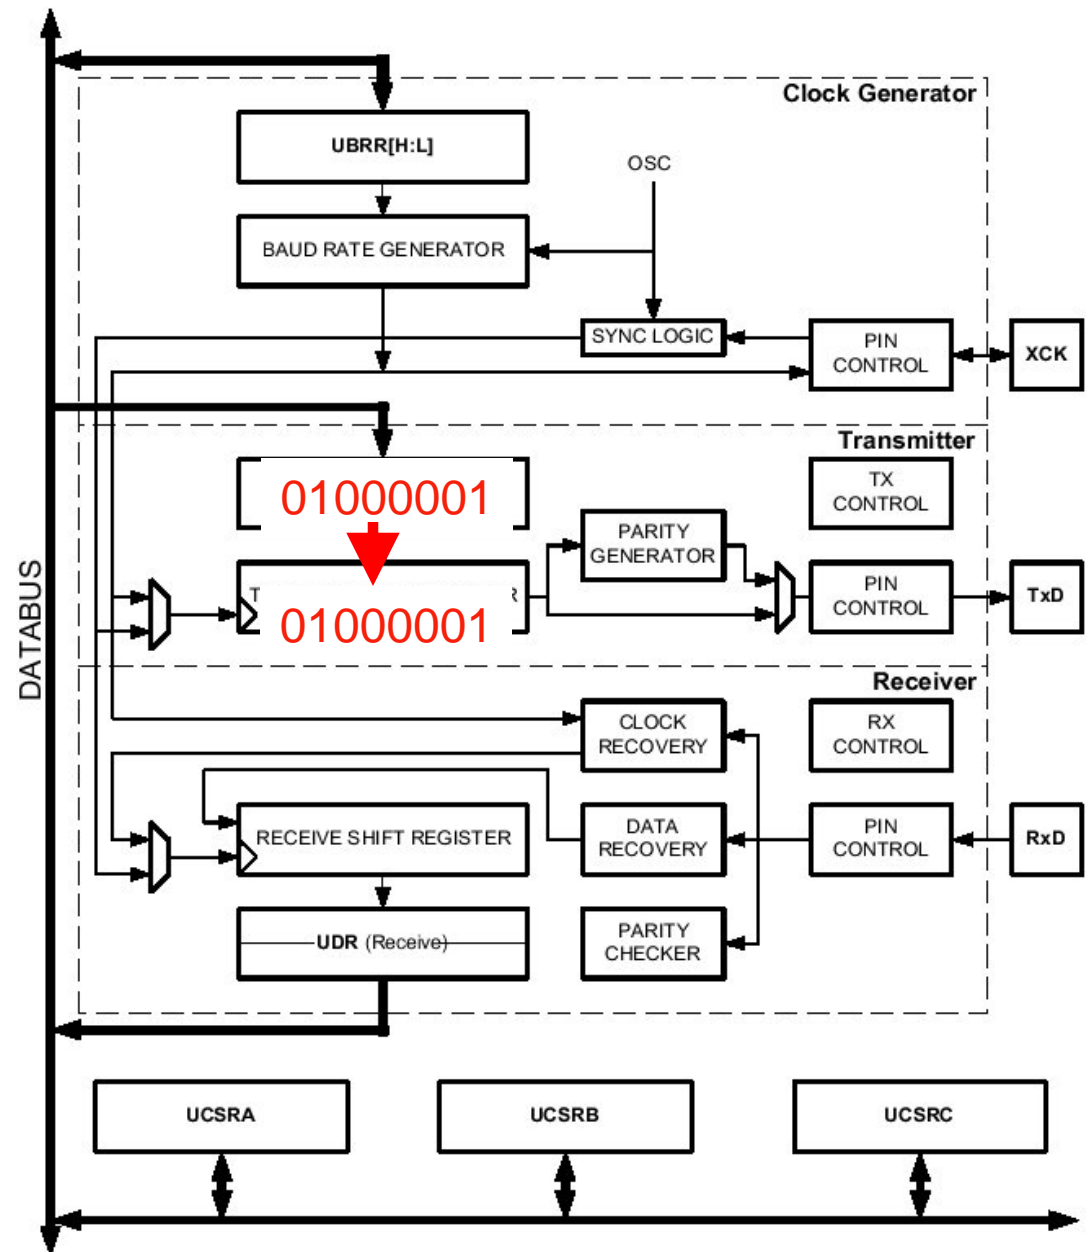 Clock Generator
UBRR[H:L]
OSC
BAUD RATE GENERATOR
SYNC LOGIC
PIN
CONTROL
XCK
Transmitter
01000001
TX
CONTROL
PARITY
GENERATOR
T
R
01000001
PIN
CONTROL
TxD
DATABUS
Receiver
CLOCK
RECOVERY
RX
CONTROL
RECEIVE SHIFT REGISTER
DATA
RECOVERY
PIN
CONTROL
RxD
UDR (Receive)
PARITY
CHECKER
UCSRA
UCSRB
UCSRC